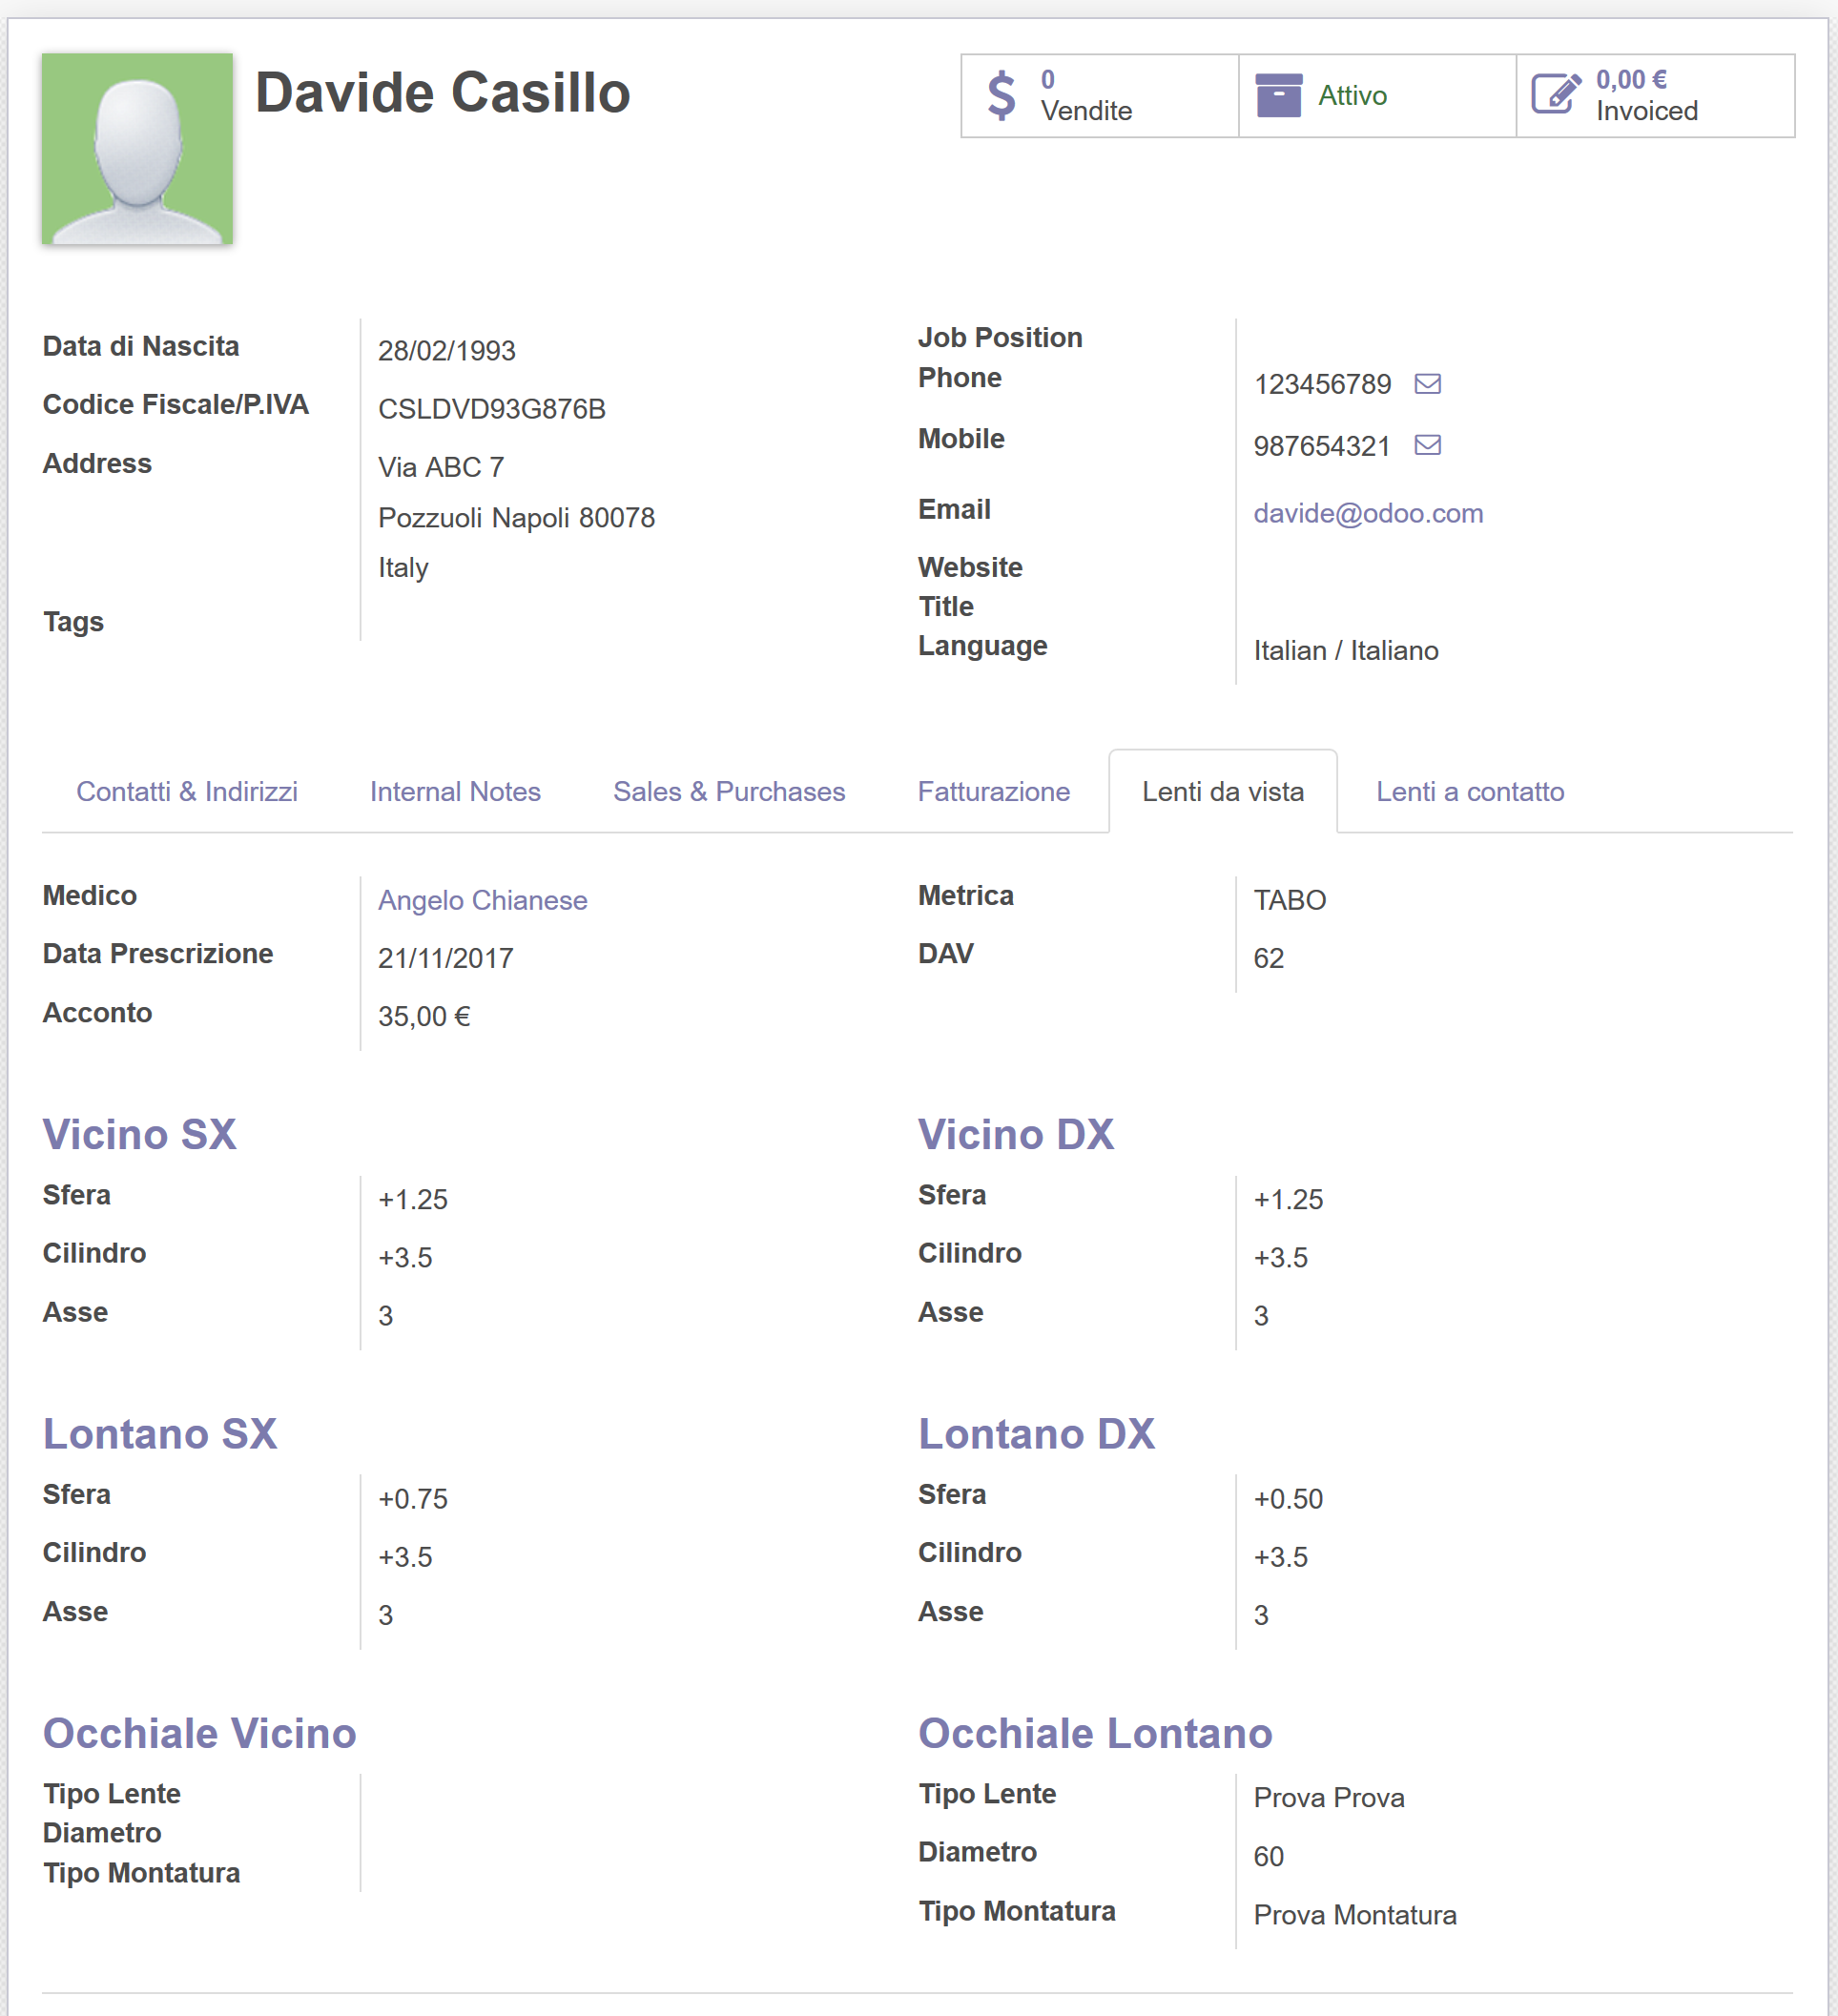 Davide Casillo
0
Vendite
Attivo
0,00 €
Invoiced
Data di Nascita 28/02/1993
Codice Fiscale/P.IVA CSLDVD93G876B
Address Via ABC 7
Pozzuoli Napoli 80078
Italy
Tags
Job Position
Phone 123456789
Mobile 987654321
Email davide@odoo.com
Website
Title
Language Italian / Italiano
Contatti & Indirizzi Internal Notes Sales & Purchases Fatturazione Lenti da vista Lenti a contatto
Medico Angelo Chianese
Data Prescrizione 21/11/2017
Acconto 35,00 €
Metrica TABO
DAV 62
Vicino SX
Sfera +1.25
Cilindro +3.5
Asse 3
Vicino DX
Sfera +1.25
Cilindro +3.5
Asse 3
Lontano SX
Sfera +0.75
Cilindro +3.5
Asse 3
Lontano DX
Sfera +0.50
Cilindro +3.5
Asse 3
Occhiale Vicino
Tipo Lente
Diametro
Tipo Montatura
Occhiale Lontano
Tipo Lente Prova Prova
Diametro 60
Tipo Montatura Prova Montatura